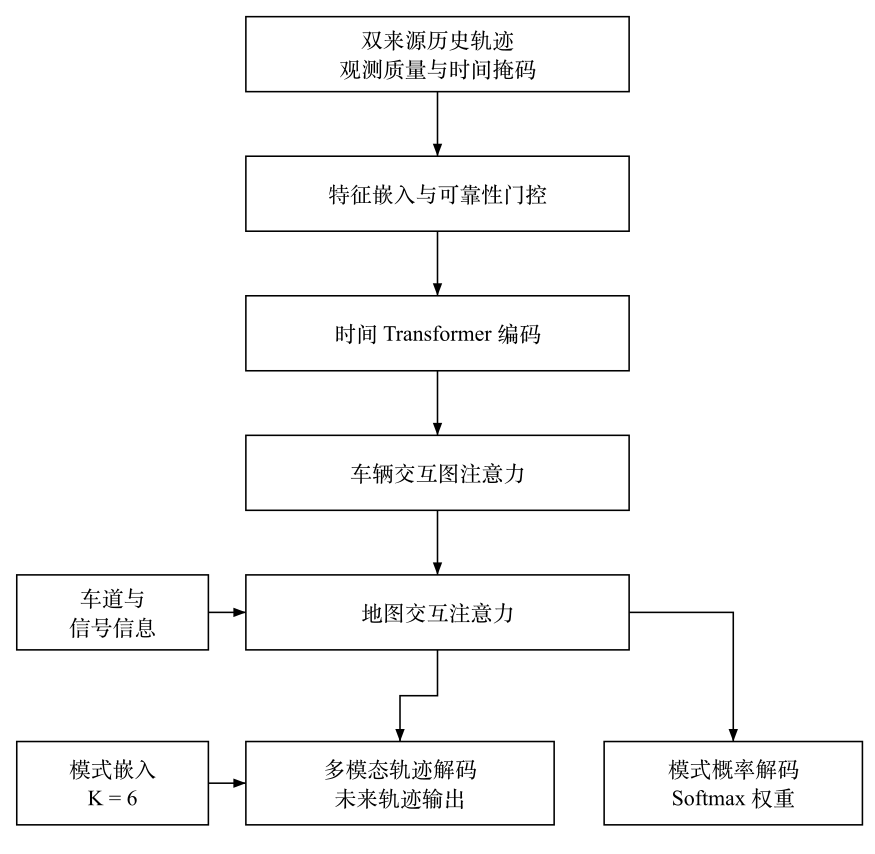 双来源历史轨迹
观测质量与时间掩码
特征嵌入与可靠性门控
时间 Transformer 编码
车辆交互图注意力
车道与
信号信息
地图交互注意力
模式嵌入
K = 6
多模态轨迹解码
未来轨迹输出
模式概率解码
Softmax 权重